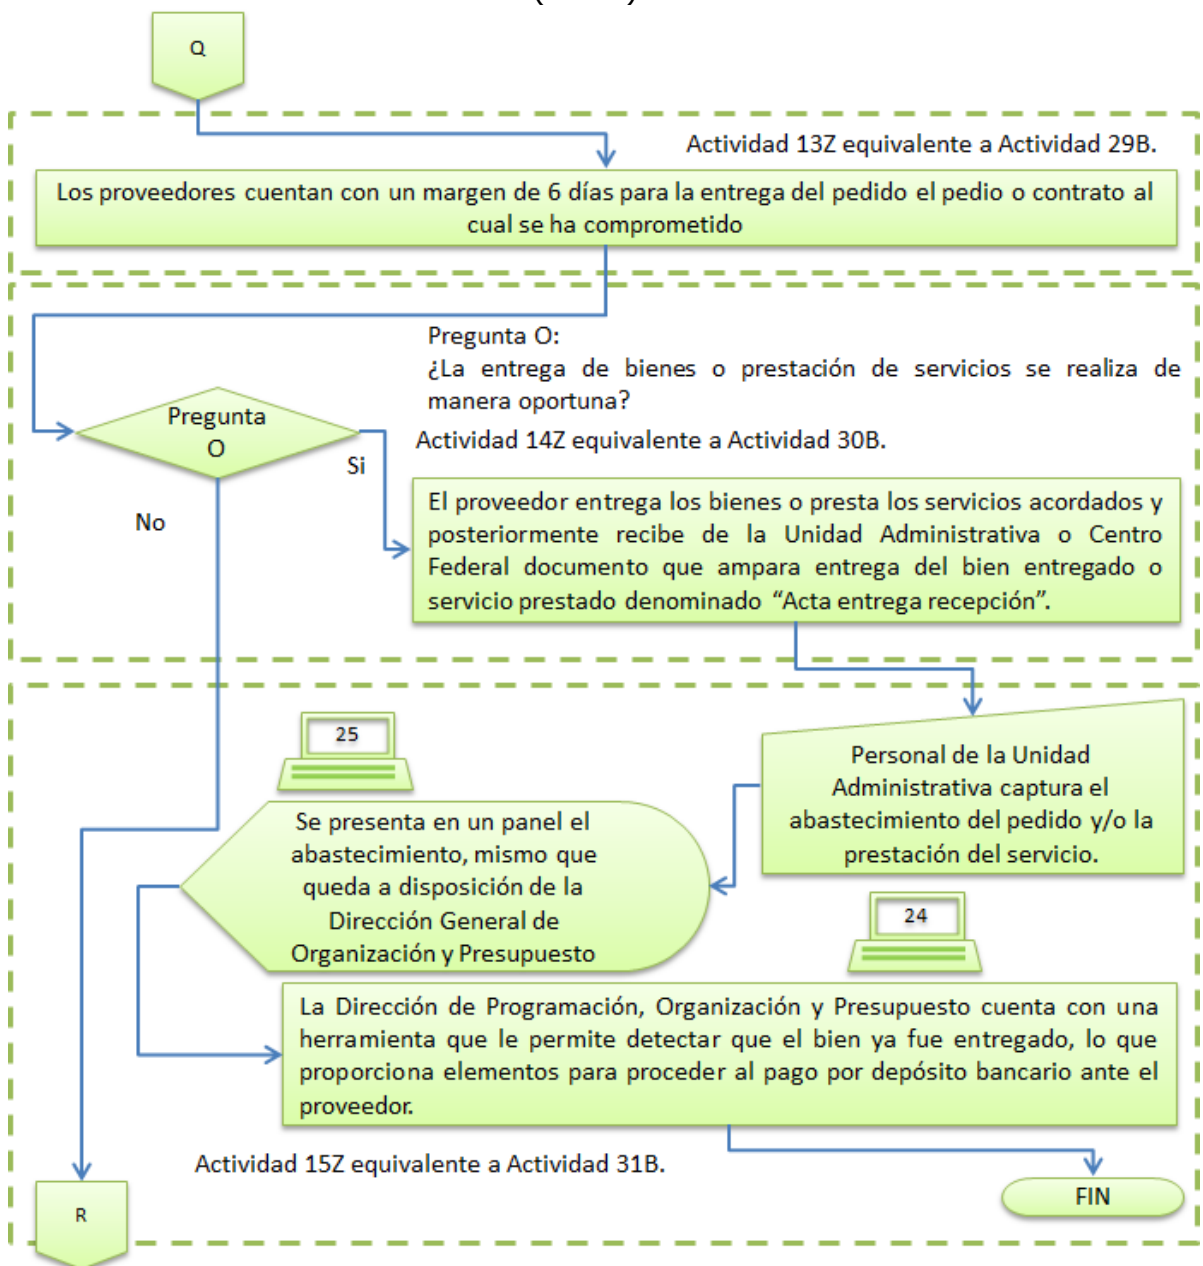 Q
Actividad 13Z equivalente a Actividad 29B.
Los proveedores cuentan con un margen de 6 días para la entrega del pedido el pedio o contrato al
cual se ha comprometido
Pregunta O:
¿La entrega de bienes o prestación de servicios se realiza de
manera oportuna?
Pregunta
O
Si
No
Actividad 14Z equivalente a Actividad 30B.
El proveedor entrega los bienes o presta los servicios acordados y
posteriormente recibe de la Unidad Administrativa o Centro
Federal documento que ampara entrega del bien entregado o
servicio prestado denominado “Acta entrega recepción”.
Personal de la Unidad
Administrativa captura el
abastecimiento del pedido y/o la
prestación del servicio.
24
25
Se presenta en un panel el
abastecimiento, mismo que
queda a disposición de la
Dirección General de
Organización y Presupuesto
La Dirección de Programación, Organización y Presupuesto cuenta con una
herramienta que le permite detectar que el bien ya fue entregado, lo que
proporciona elementos para proceder al pago por depósito bancario ante el
proveedor.
Actividad 15Z equivalente a Actividad 31B.
FIN
R